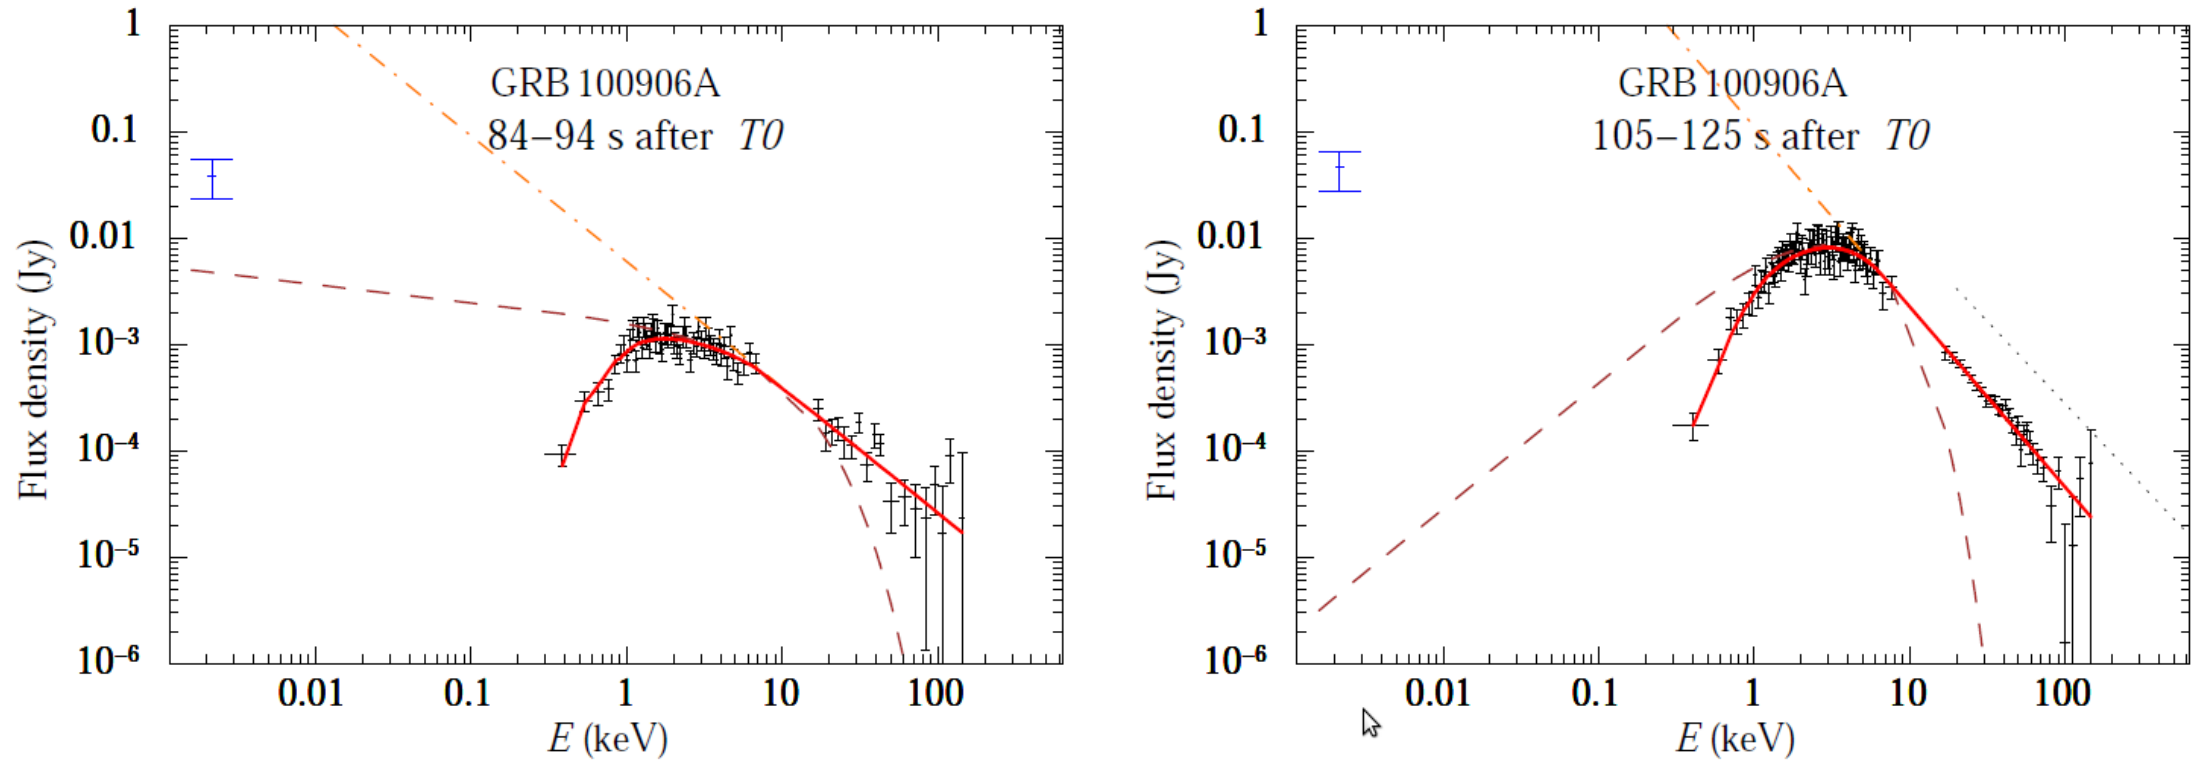 1
0.1
0.01
10⁻³
10⁻⁴
10⁻⁵
10⁻⁶
Flux density (Jy)
GRB 100906A
84–94 s after T0
0.01 0.1 1 10 100
E (keV)
1
0.1
0.01
10⁻³
10⁻⁴
10⁻⁵
10⁻⁶
Flux density (Jy)
GRB 100906A
105–125 s after T0
0.01 0.1 1 10 100
E (keV)